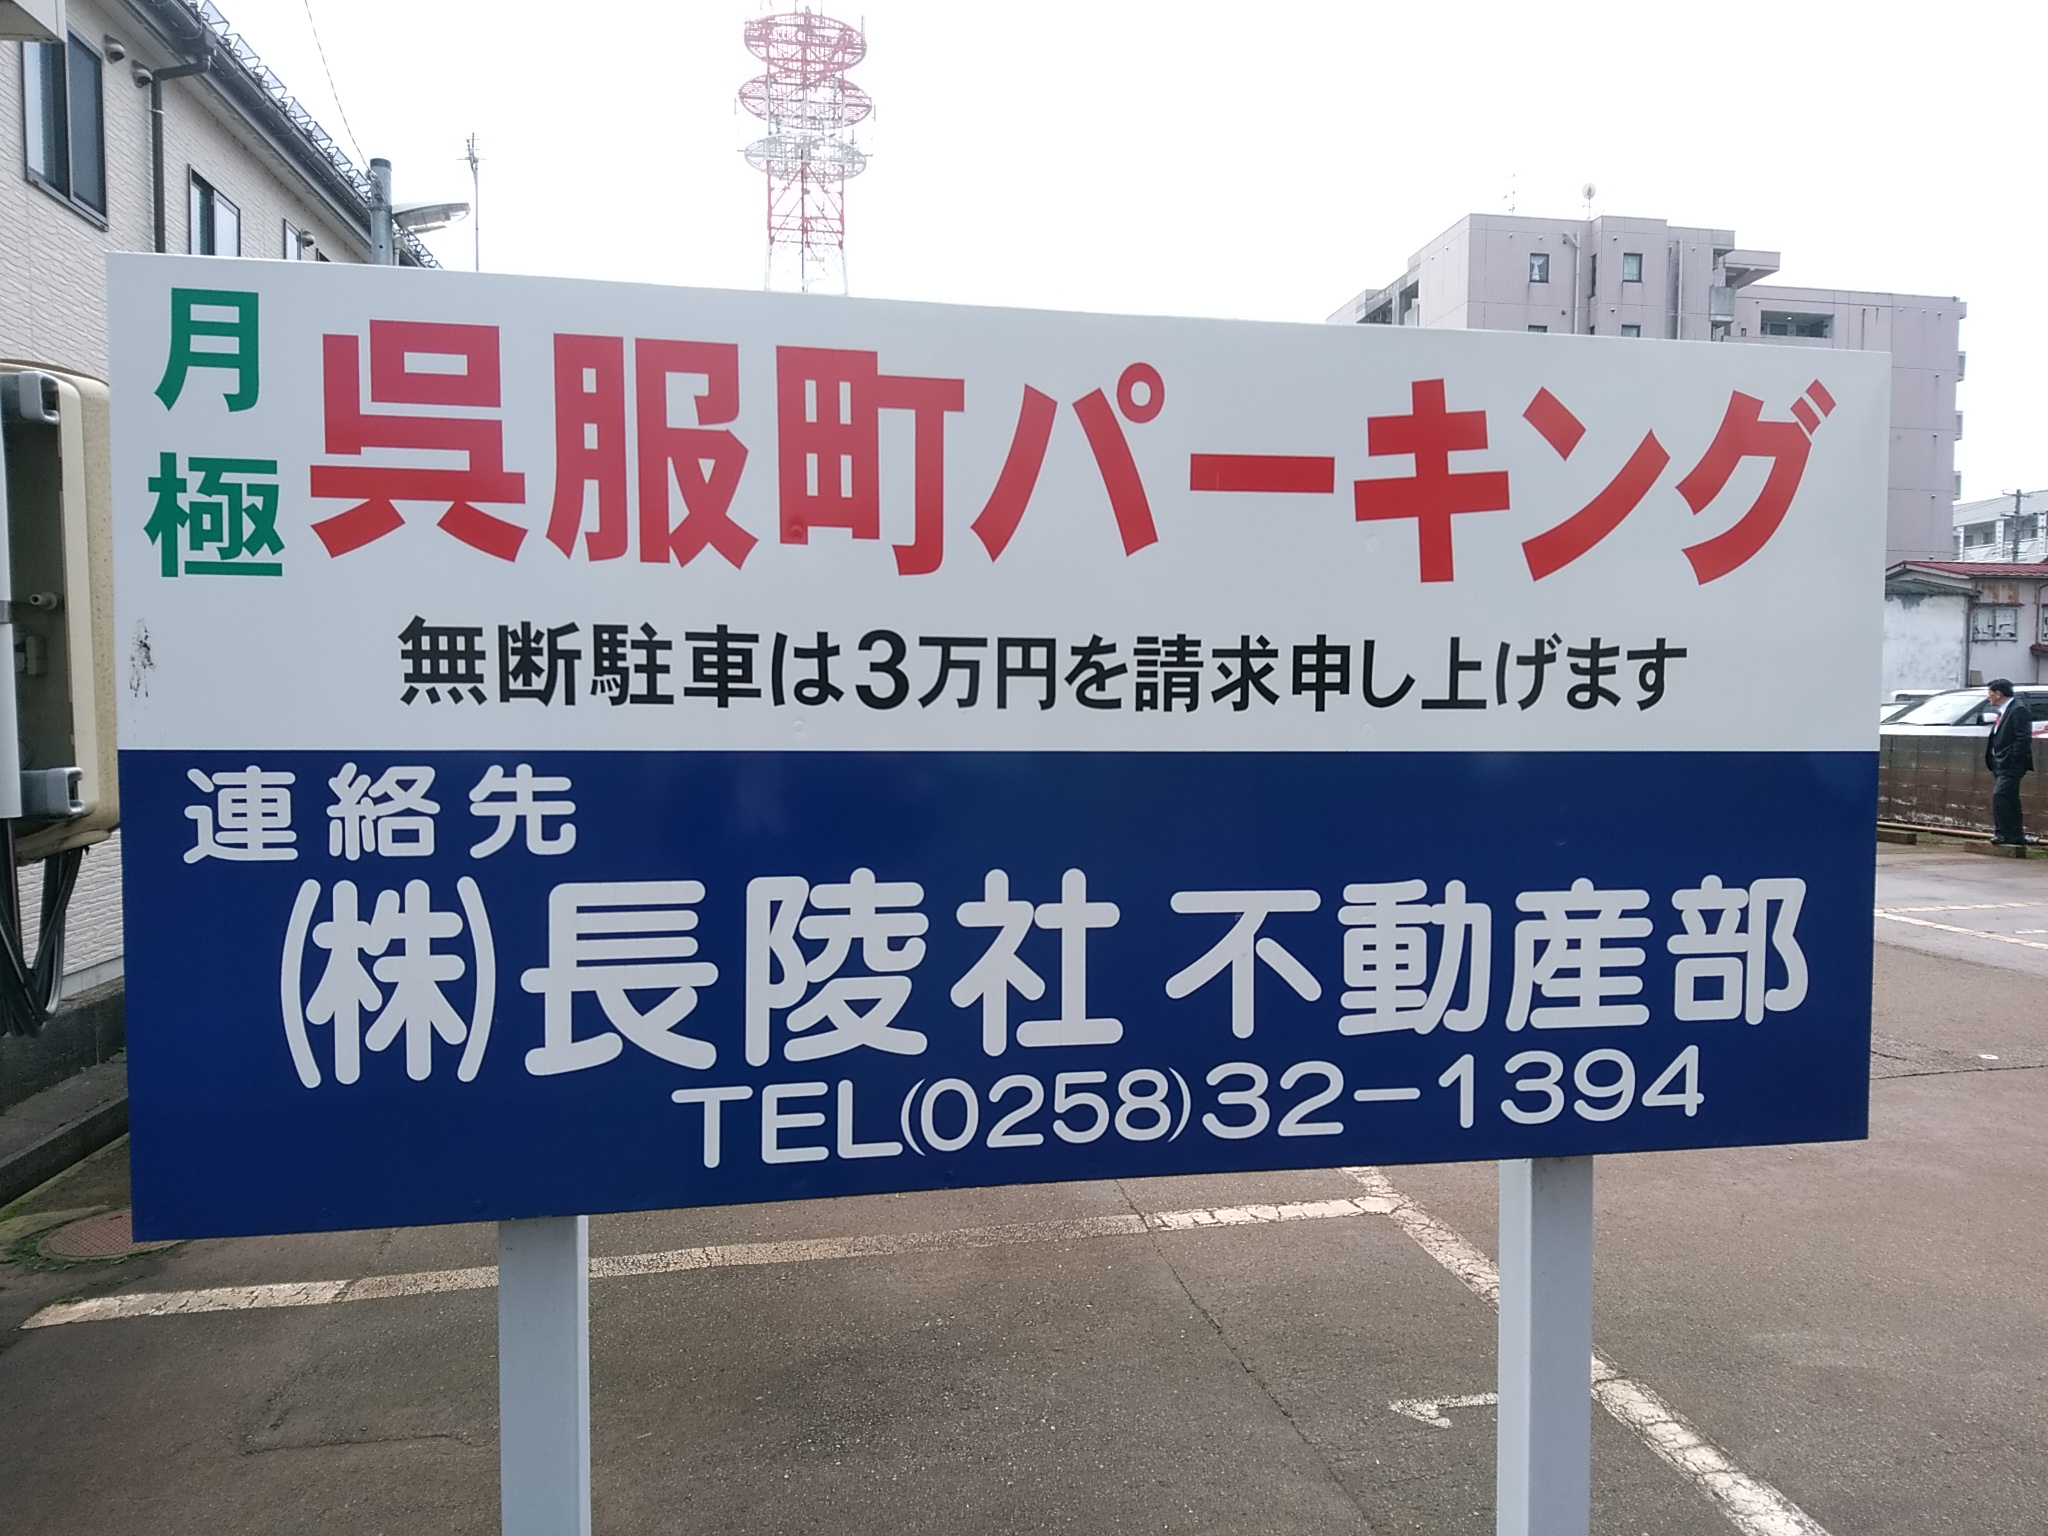 月極
呉服町パーキング
無断駐車は3万円を請求申し上げます
連絡先
(株)長陵社 不動産部
TEL(0258)32-1394
1